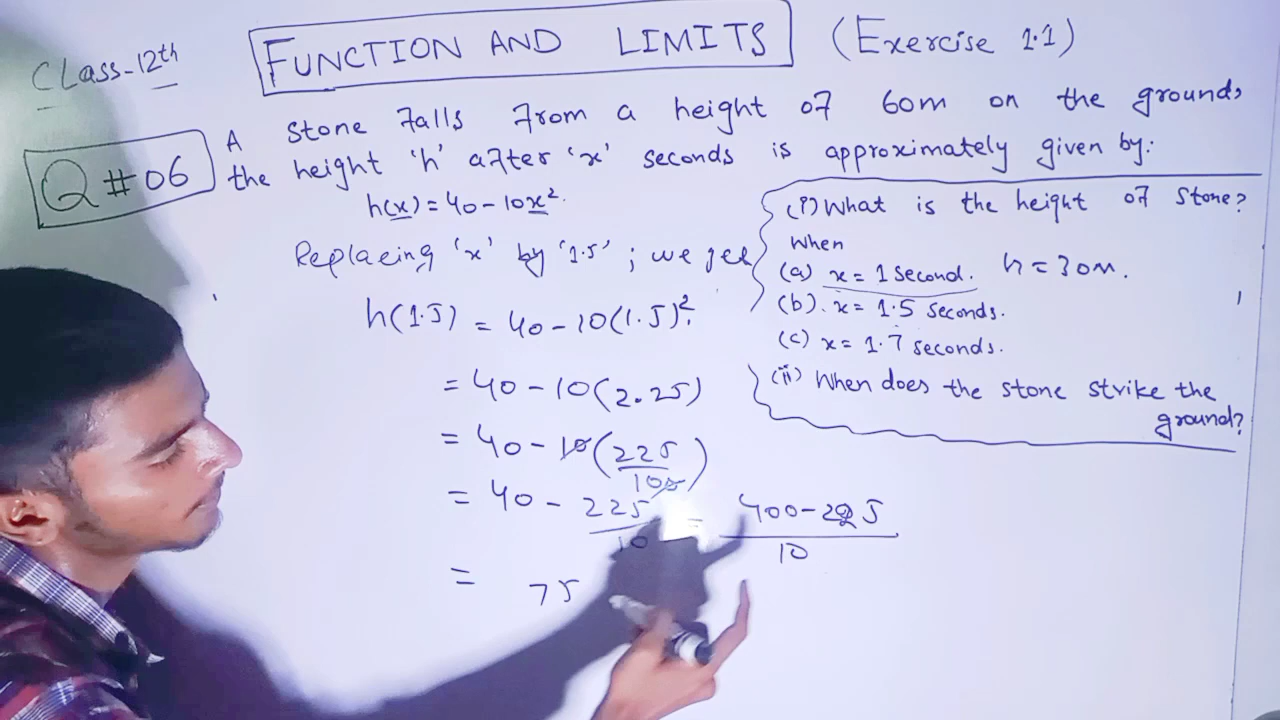 Class-12th
FUNCTION AND LIMITS
(Exercise 1.1)
Q # 06
A stone falls from a height of 60m on the ground,
the height 'h' after 'x' seconds is approximately given by:
h(x) = 40 - 10x².
Replacing 'x' by '1.5' ; we get
h(1.5) = 40 - 10(1.5)².
= 40 - 10(2.25)
= 40 - 10(225/100)
= 40 - 225/10 = 400 - 225/10
= 75
(i) What is the height of stone?
When
(a) x = 1 Second. h = 30m.
(b). x = 1.5 Seconds.
(c) x = 1.7 seconds.
(ii) When does the stone strike the
ground?